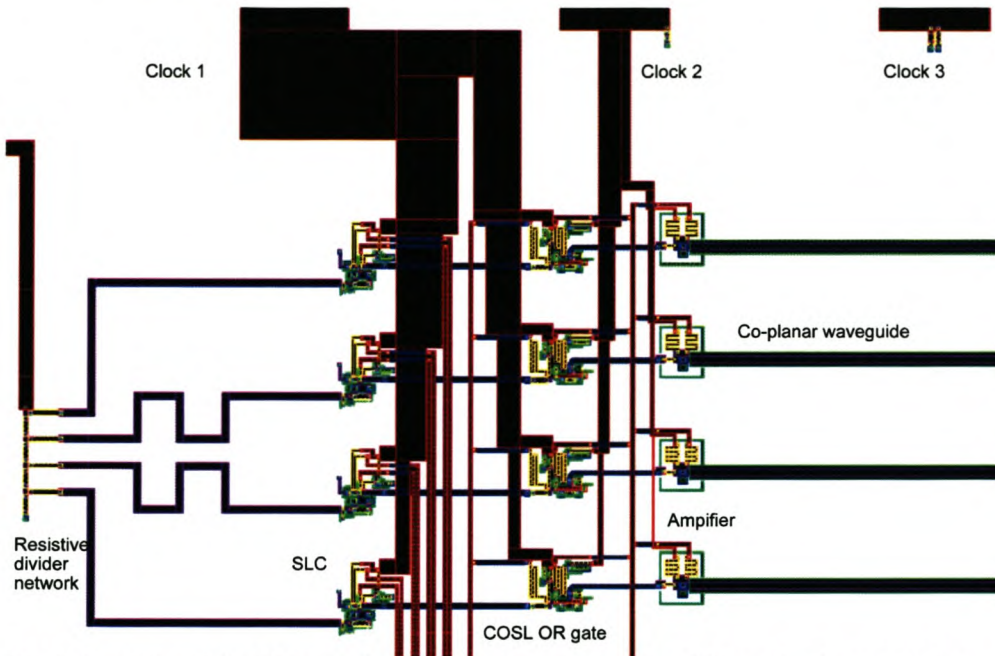 Clock 1
Clock 2
Clock 3
Co-planar waveguide
Ampifier
Resistive
divider
network
SLC
COSL OR gate